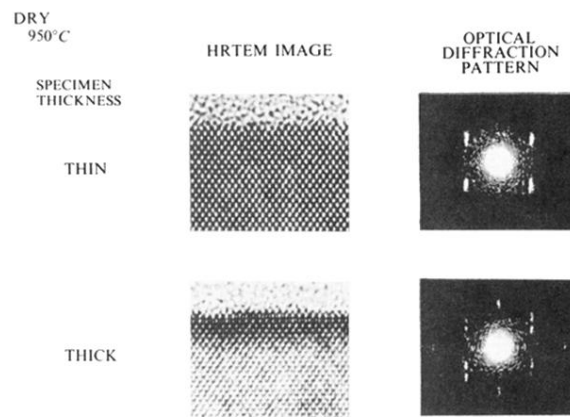 DRY
950°C
HRTEM IMAGE
OPTICAL
DIFFRACTION
PATTERN
SPECIMEN
THICKNESS
THIN
THICK